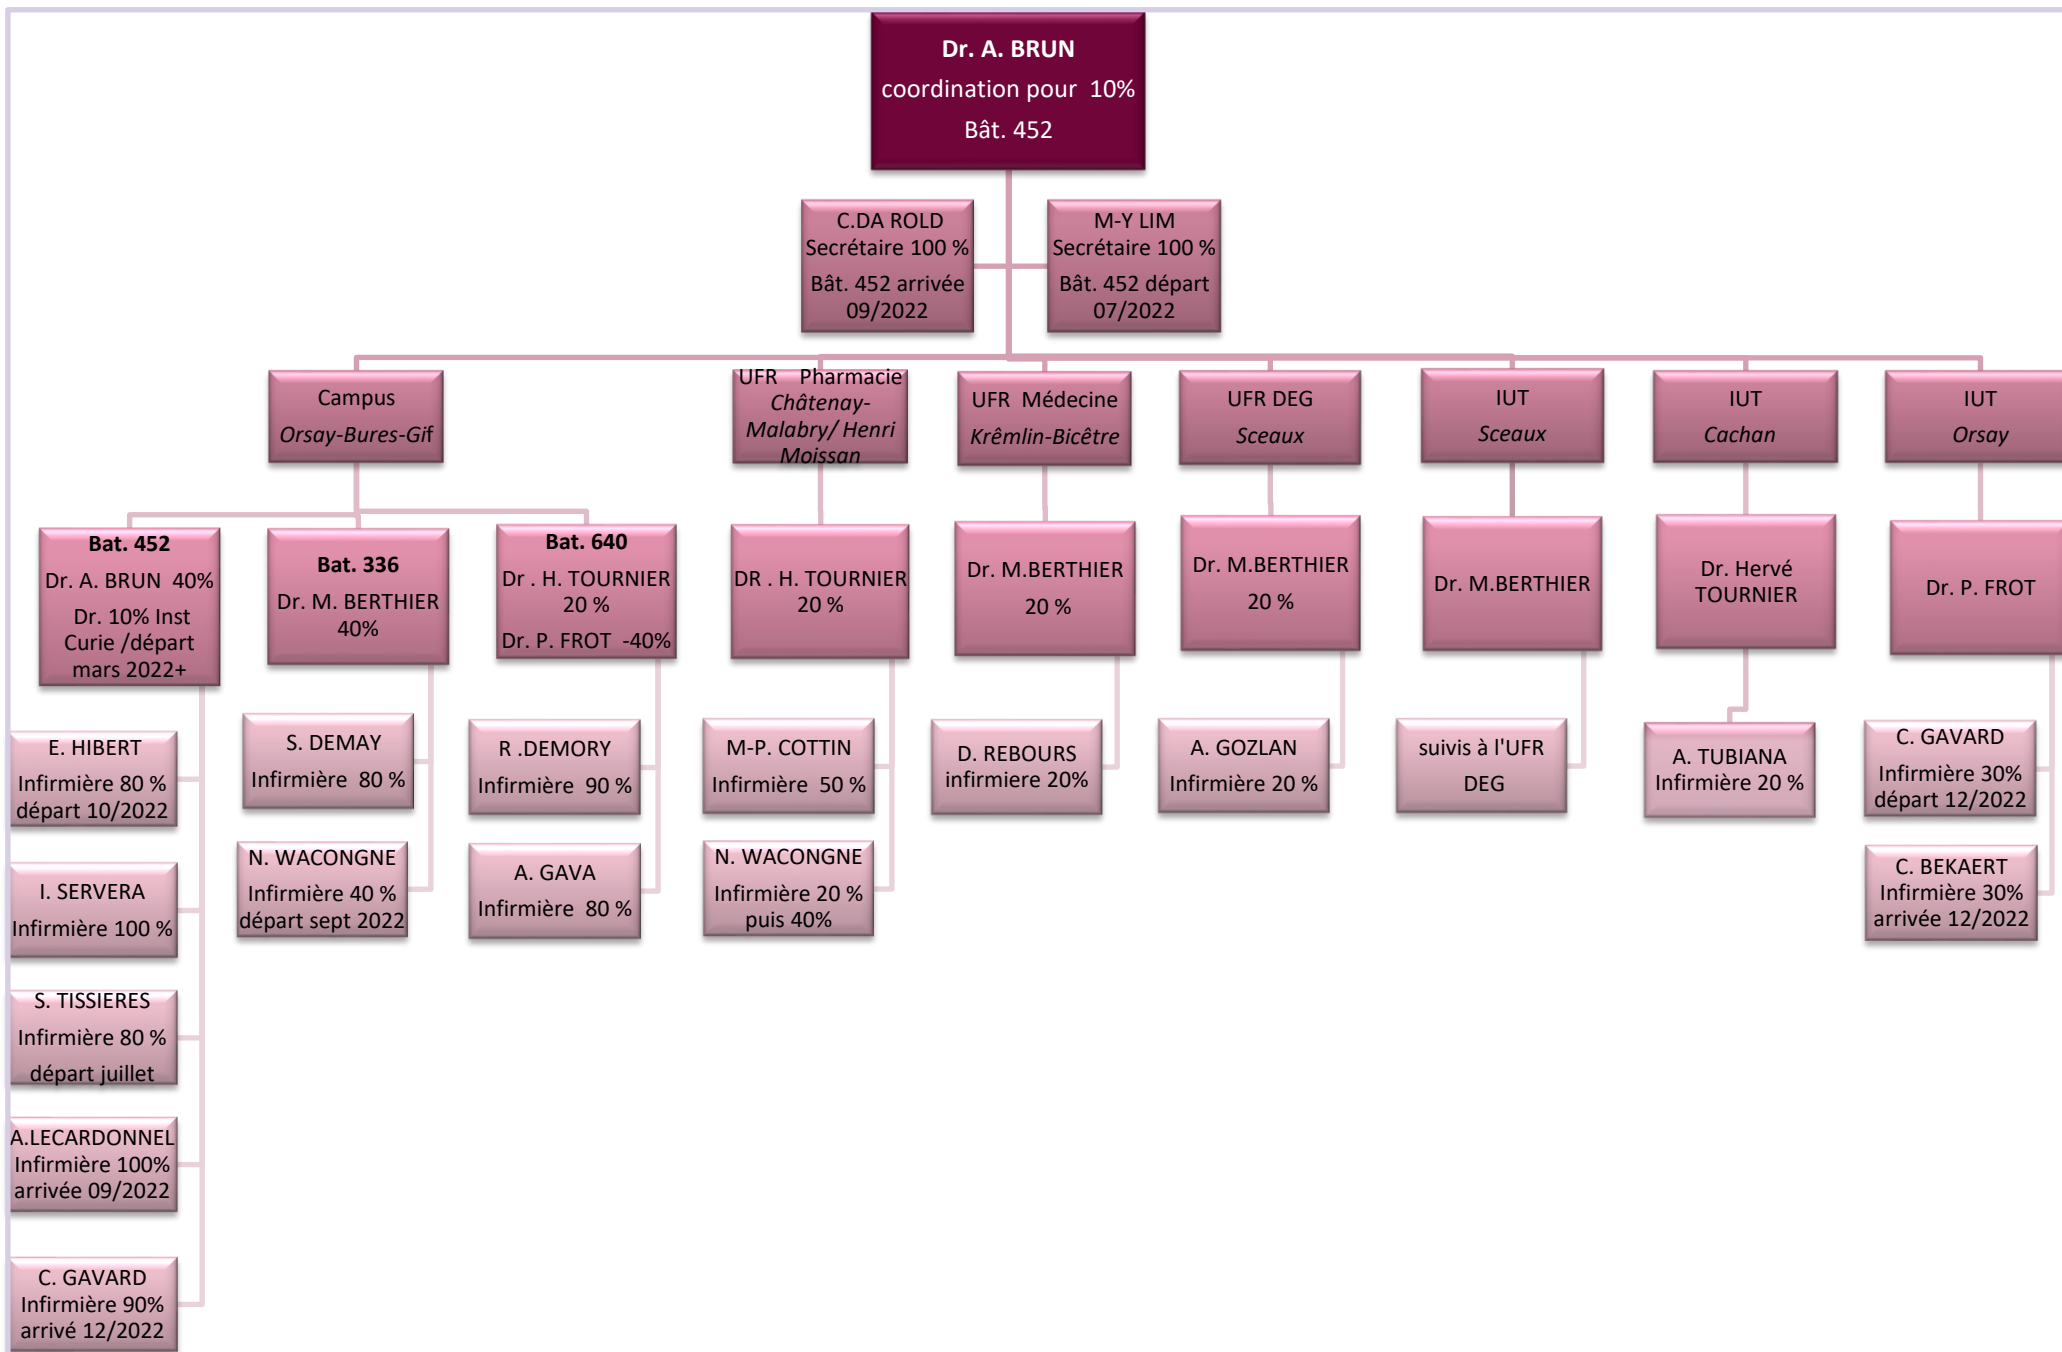 Dr. A. BRUN
coordination pour 10%
Bât. 452
C.DA ROLD
Secrétaire 100 %
Bât. 452 arrivée
09/2022
M-Y LIM
Secrétaire 100 %
Bât. 452 départ
07/2022
Campus
Orsay-Bures-Gif
UFR Pharmacie
Châtenay-
Malabry/ Henri
Moissan
UFR Médecine
Krêmlin-Bicêtre
UFR DEG
Sceaux
IUT
Sceaux
IUT
Cachan
IUT
Orsay
Bat. 452
Dr. A. BRUN 40%
Dr. 10% Inst
Curie /départ
mars 2022+
Bat. 336
Dr. M. BERTHIER
40%
Bat. 640
Dr . H. TOURNIER
20 %
Dr. P. FROT -40%
DR . H. TOURNIER
20 %
Dr. M.BERTHIER
20 %
Dr. M.BERTHIER
20 %
Dr. M.BERTHIER
Dr. Hervé
TOURNIER
Dr. P. FROT
E. HIBERT
Infirmière 80 %
départ 10/2022
S. DEMAY
Infirmière 80 %
R .DEMORY
Infirmière 90 %
M-P. COTTIN
Infirmière 50 %
D. REBOURS
infirmiere 20%
A. GOZLAN
Infirmière 20 %
suivis à l'UFR
DEG
A. TUBIANA
Infirmière 20 %
C. GAVARD
Infirmière 30%
départ 12/2022
I. SERVERA
Infirmière 100 %
N. WACONGNE
Infirmière 40 %
départ sept 2022
A. GAVA
Infirmière 80 %
N. WACONGNE
Infirmière 20 %
puis 40%
C. BEKAERT
Infirmière 30%
arrivée 12/2022
S. TISSIERES
Infirmière 80 %
départ juillet
A.LECARDONNEL
Infirmière 100%
arrivée 09/2022
C. GAVARD
Infirmière 90%
arrivé 12/2022